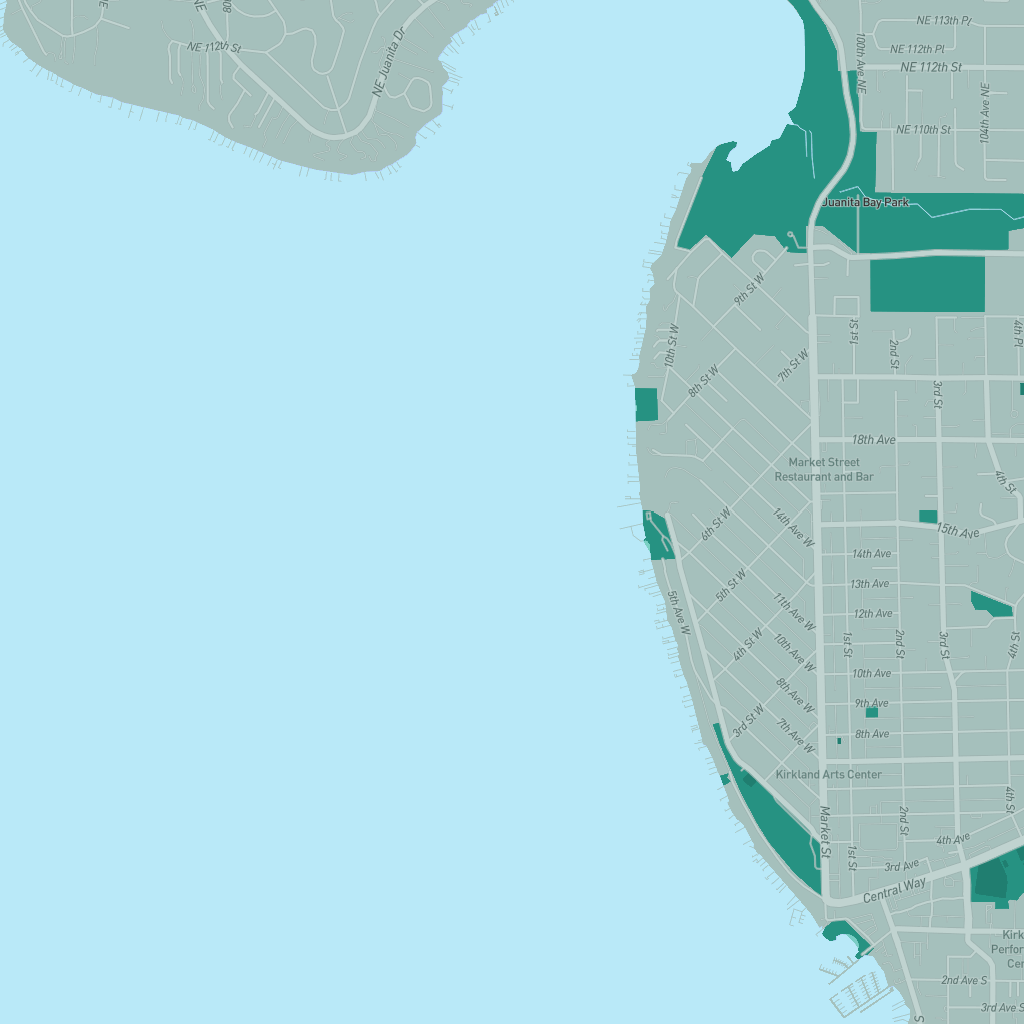 NE 113th Pl
NE
NE 112th St
NE Juanita Dr
100th Ave NE
NE 112th Pl
NE 112th St
104th Ave NE
NE 110th St
Juanita Bay Park
9th St W
10th St W
1st St
2nd St
4th Pl
7th St W
8th St W
3rd St
18th Ave
Market Street
Restaurant and Bar
4th St
6th St W
14th Ave W
15th Ave
14th Ave
5th St W
13th Ave
5th Ave W
11th Ave W
12th Ave
4th St W
10th Ave W
1st St
2nd St
3rd St
4th St
10th Ave
8th Ave W
9th Ave
3rd St W
7th Ave W
8th Ave
Kirkland Arts Center
4th St
Market St
2nd St
4th Ave
1st St
3rd Ave
Central Way
2nd Ave S
3rd Ave S